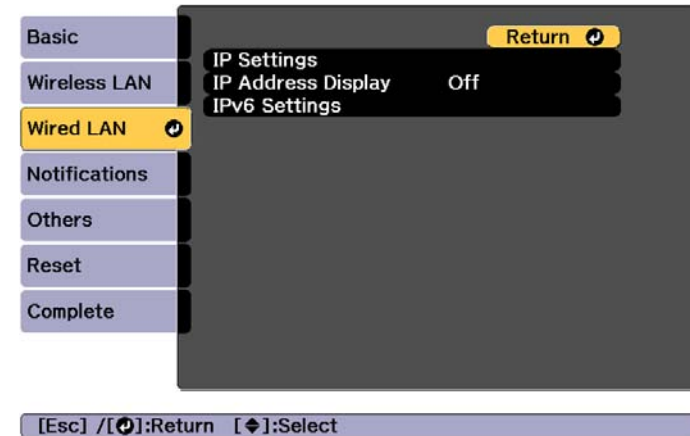 Basic
Wireless LAN
Wired LAN
Notifications
Others
Reset
Complete
Return
IP Settings
IP Address Display Off
IPv6 Settings
[Esc] /[⏎]:Return [◆]:Select